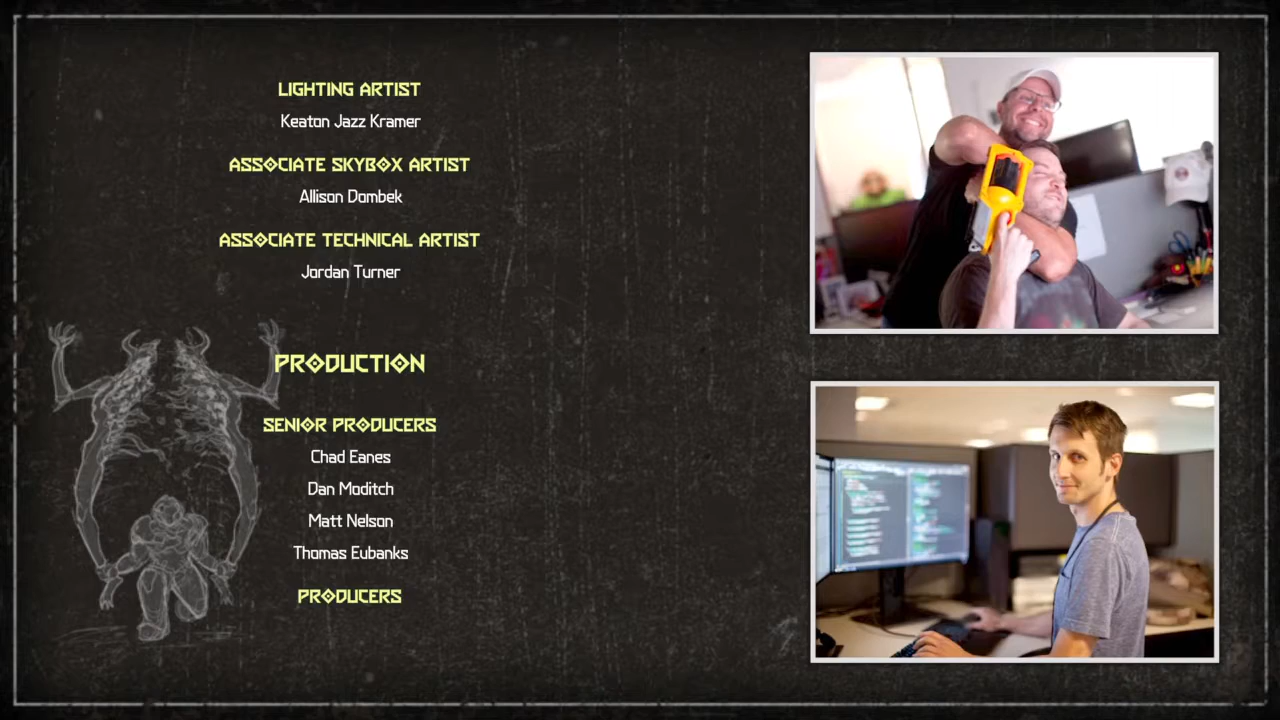 LIGHTING ARTIST
Keaton Jazz Kramer
ASSOCIATE SKYBOX ARTIST
Allison Dombek
ASSOCIATE TECHNICAL ARTIST
Jordan Turner
PRODUCTION
SENIOR PRODUCERS
Chad Eanes
Dan Moditch
Matt Nelson
Thomas Eubanks
PRODUCERS